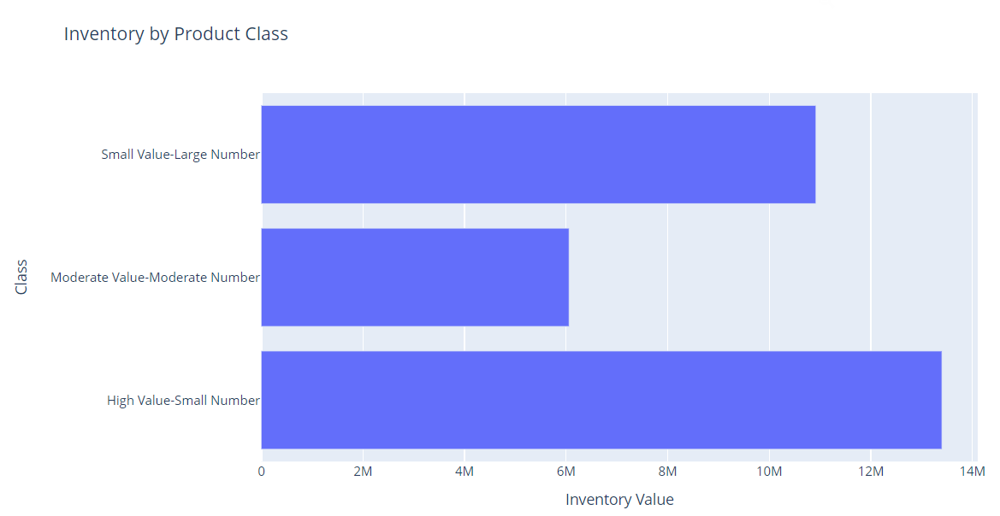 Inventory by Product Class
Small Value-Large Number
Moderate Value-Moderate Number
High Value-Small Number
Class
0 2M 4M 6M 8M 10M 12M 14M
Inventory Value